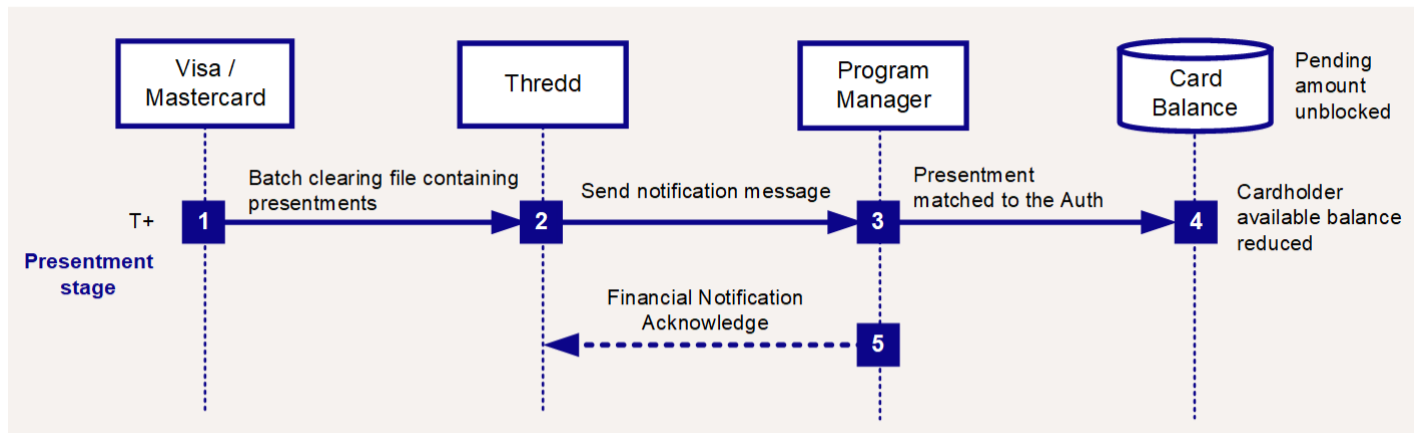 Visa /
Mastercard
Thredd
Program
Manager
Card
Balance
Pending
amount
unblocked
Batch clearing file containing
presentments
Send notification message
Presentment
matched to the Auth
T+
1
2
3
4
Cardholder
available balance
reduced
Presentment
stage
Financial Notification
Acknowledge
5